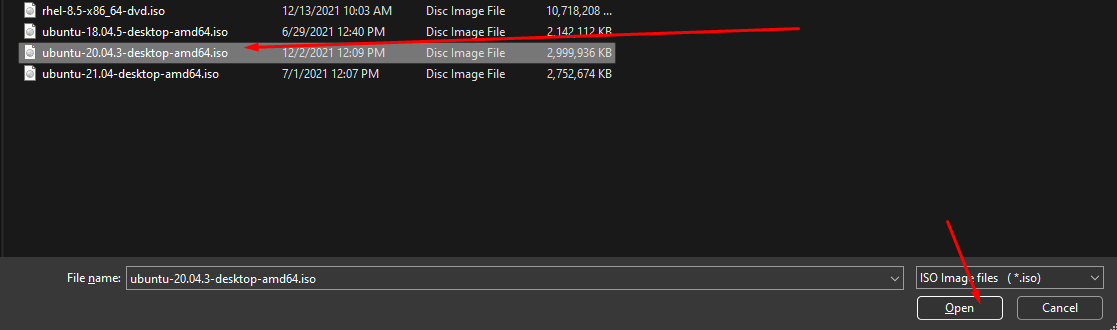 rhel-8.5-x86_64-dvd.iso 12/13/2021 10:03 AM Disc Image File 10,718,208 ...
ubuntu-18.04.5-desktop-amd64.iso 6/29/2021 12:40 PM Disc Image File 2,142,112 KB
ubuntu-20.04.3-desktop-amd64.iso 12/2/2021 12:09 PM Disc Image File 2,999,936 KB
ubuntu-21.04-desktop-amd64.iso 7/1/2021 12:07 PM Disc Image File 2,752,674 KB
File name: ubuntu-20.04.3-desktop-amd64.iso ISO Image files ( *.iso)
Open Cancel